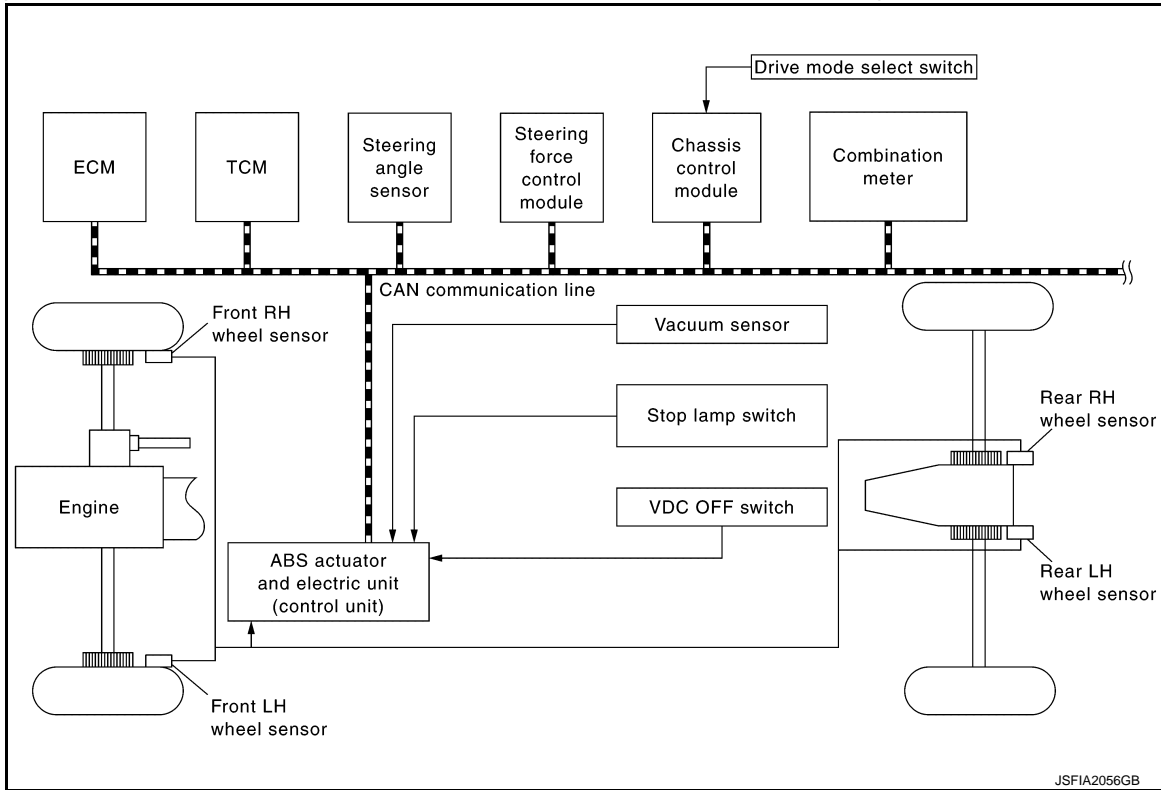 Drive mode select switch
ECM
TCM
Steering
angle
sensor
Steering
force
control
module
Chassis
control
module
Combination
meter
CAN communication line
Front RH
wheel sensor
Vacuum sensor
Stop lamp switch
Rear RH
wheel sensor
Engine
VDC OFF switch
ABS actuator
and electric unit
(control unit)
Rear LH
wheel sensor
Front LH
wheel sensor
JSFIA2056GB